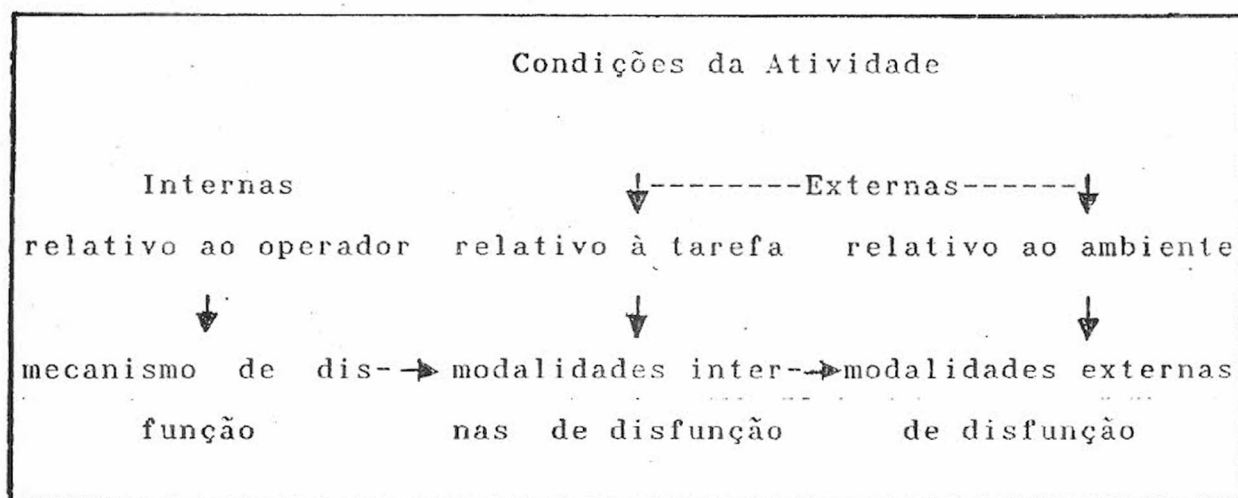 Condições da Atividade
Internas Externas
relativo ao operador relativo à tarefa relativo ao ambiente
mecanismo de dis- modalidades inter- modalidades externas
função nas de disfunção de disfunção